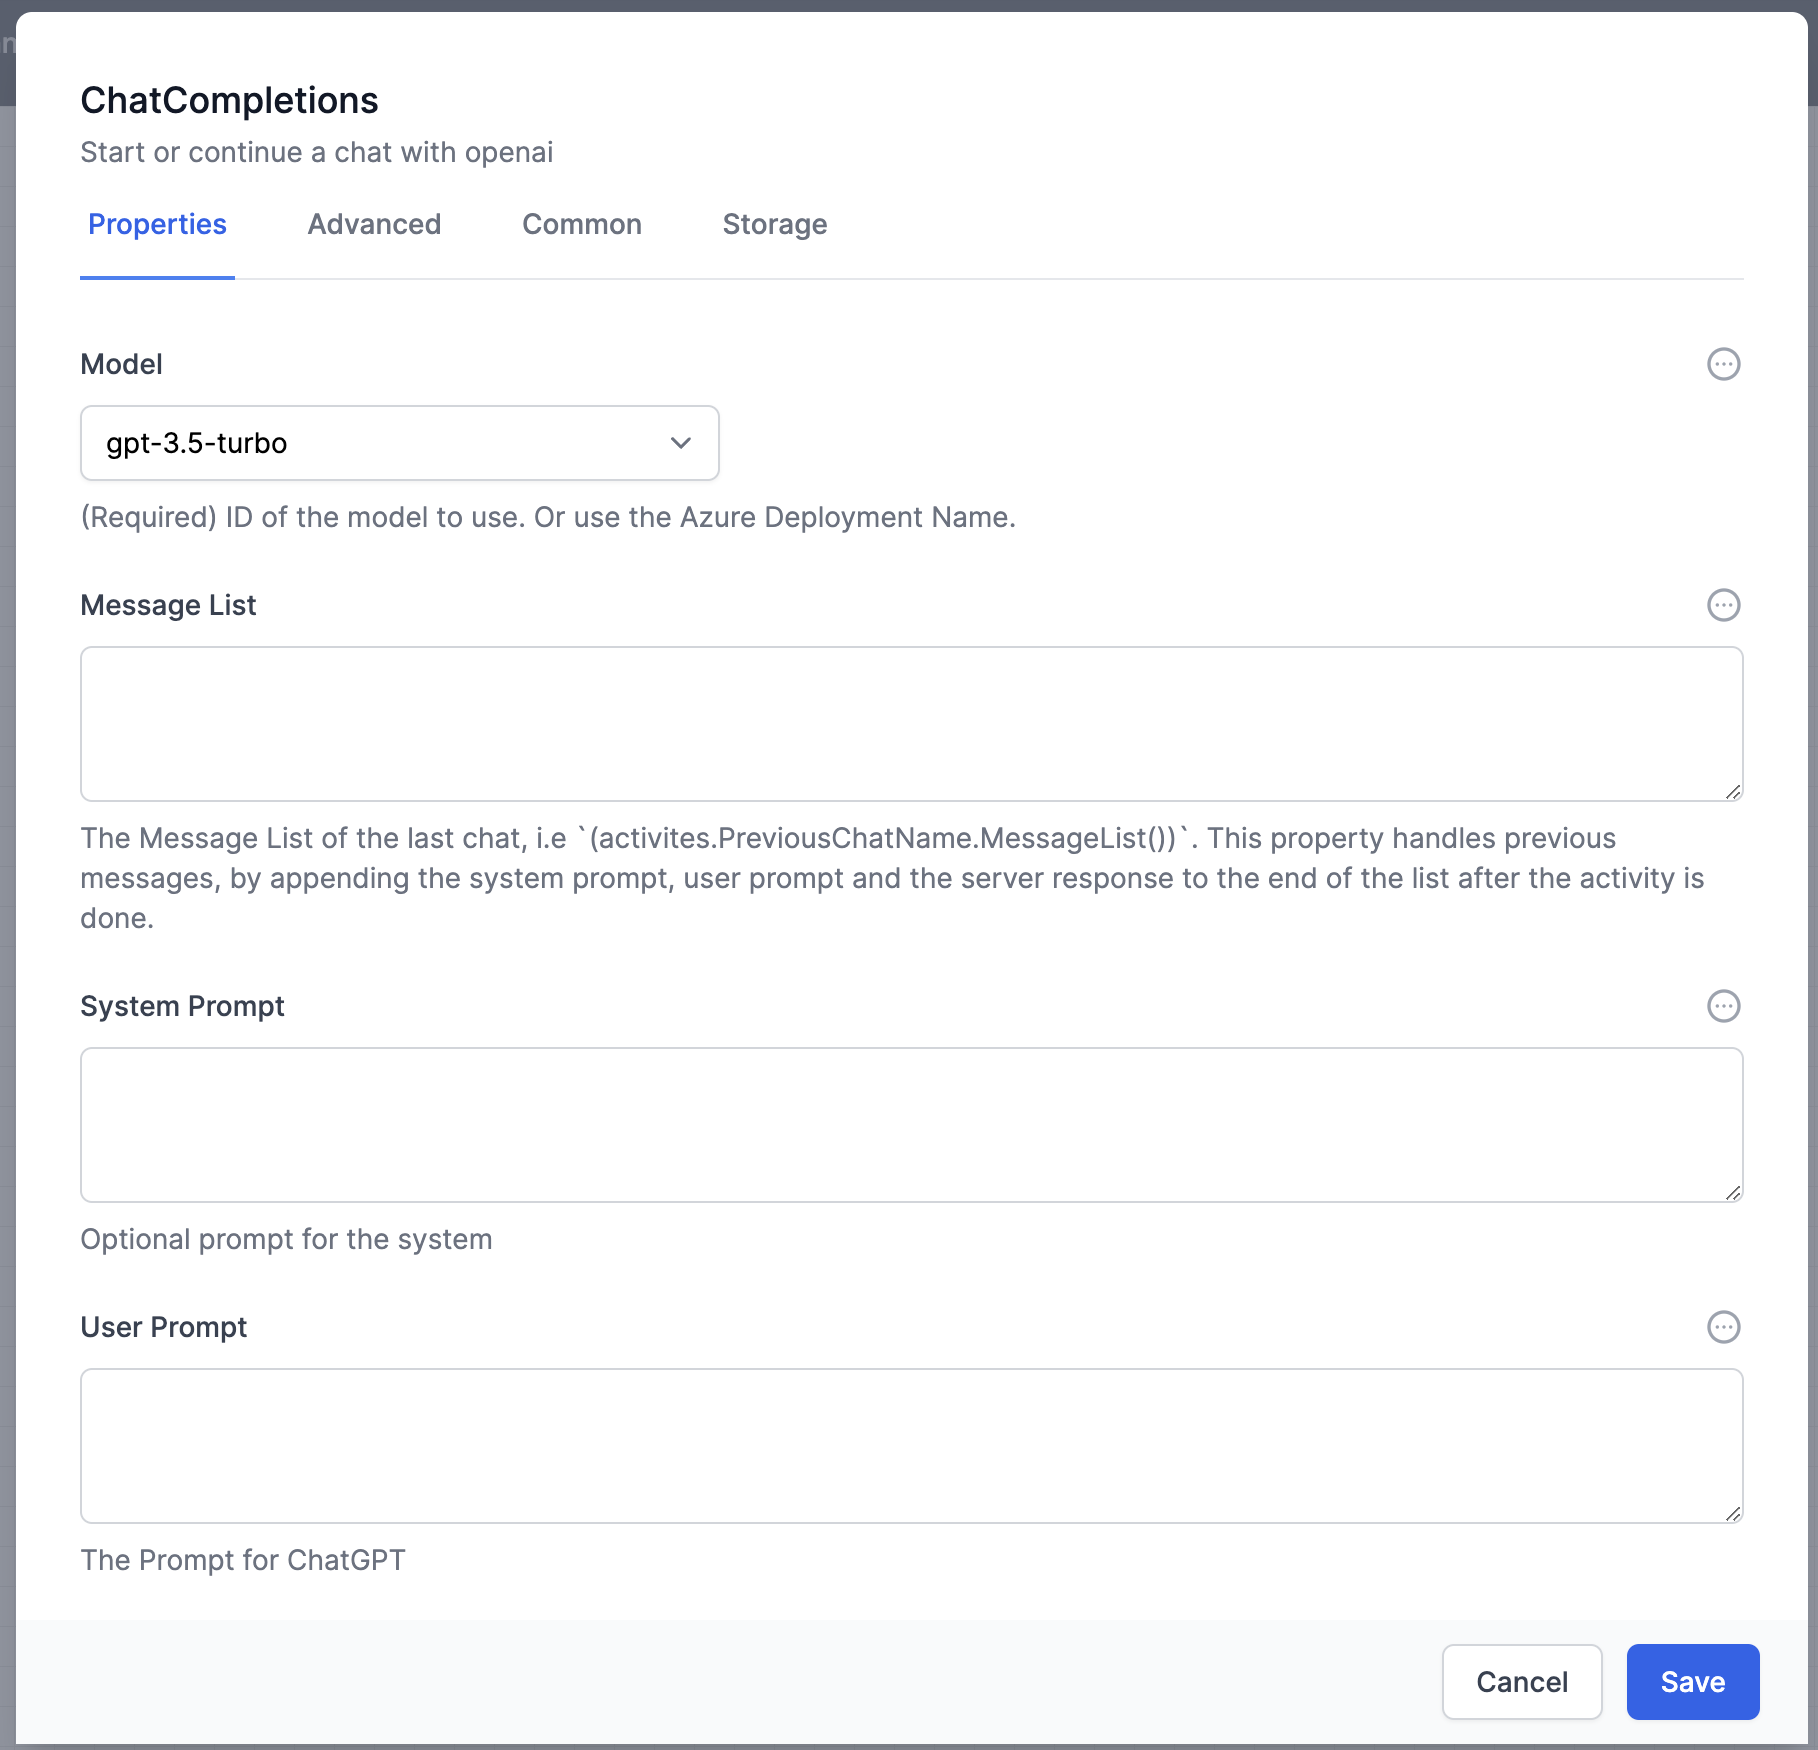 ChatCompletions
Start or continue a chat with openai
Properties Advanced Common Storage
Model
gpt-3.5-turbo
(Required) ID of the model to use. Or use the Azure Deployment Name.
Message List
The Message List of the last chat, i.e `(activites.PreviousChatName.MessageList())`. This property handles previous
messages, by appending the system prompt, user prompt and the server response to the end of the list after the activity is
done.
System Prompt
Optional prompt for the system
User Prompt
The Prompt for ChatGPT
Cancel Save